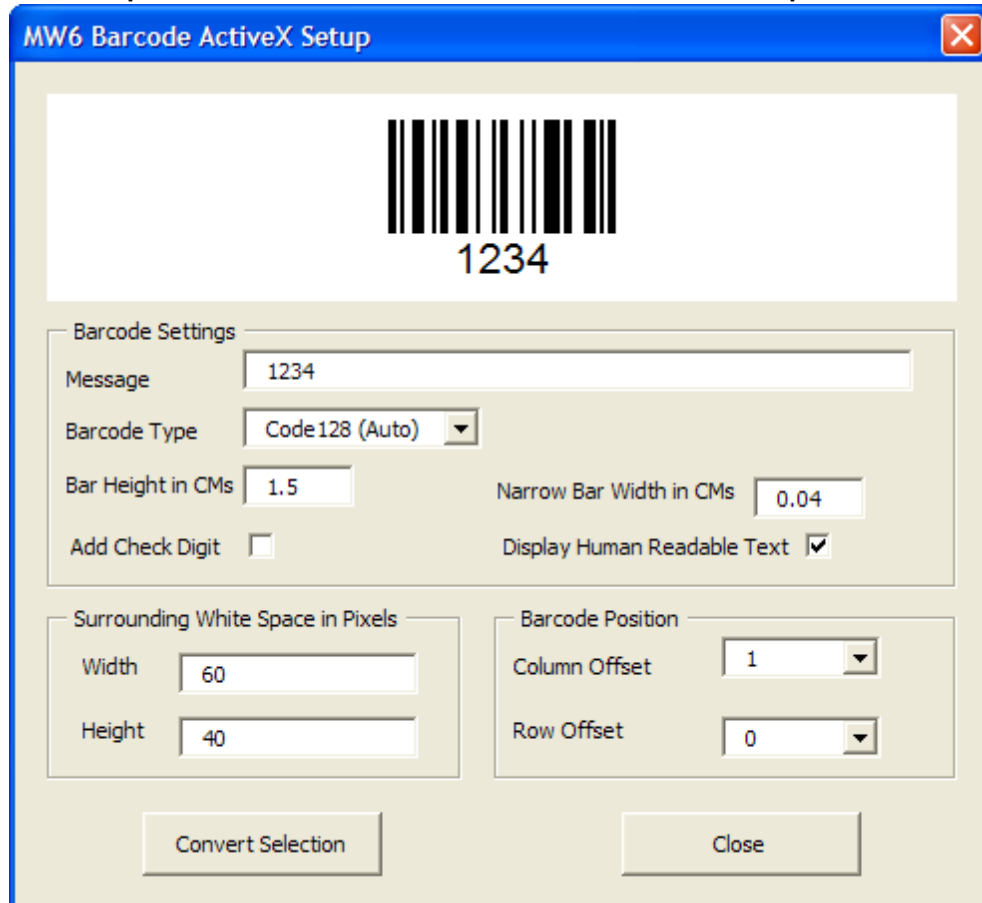 MW6 Barcode ActiveX Setup
1234
Barcode Settings
Message 1234
Barcode Type Code128 (Auto)
Bar Height in CMs 1.5 Narrow Bar Width in CMs 0.04
Add Check Digit Display Human Readable Text
Surrounding White Space in Pixels
Width 60
Height 40
Barcode Position
Column Offset 1
Row Offset 0
Convert Selection Close